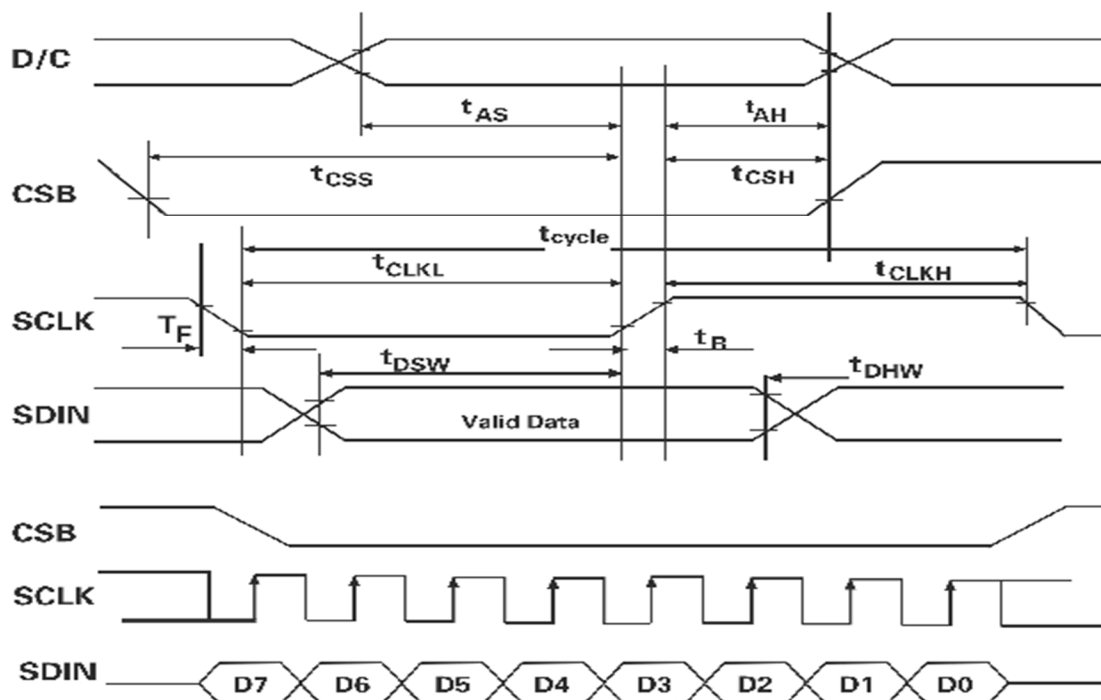 D/C
tAS
tAH
CSB
tCSS
tCSH
tcycle
tCLKL
tCLKH
SCLK
TF
tR
tDSW
tDHW
SDIN
Valid Data
CSB
SCLK
SDIN
D7 D6 D5 D4 D3 D2 D1 D0